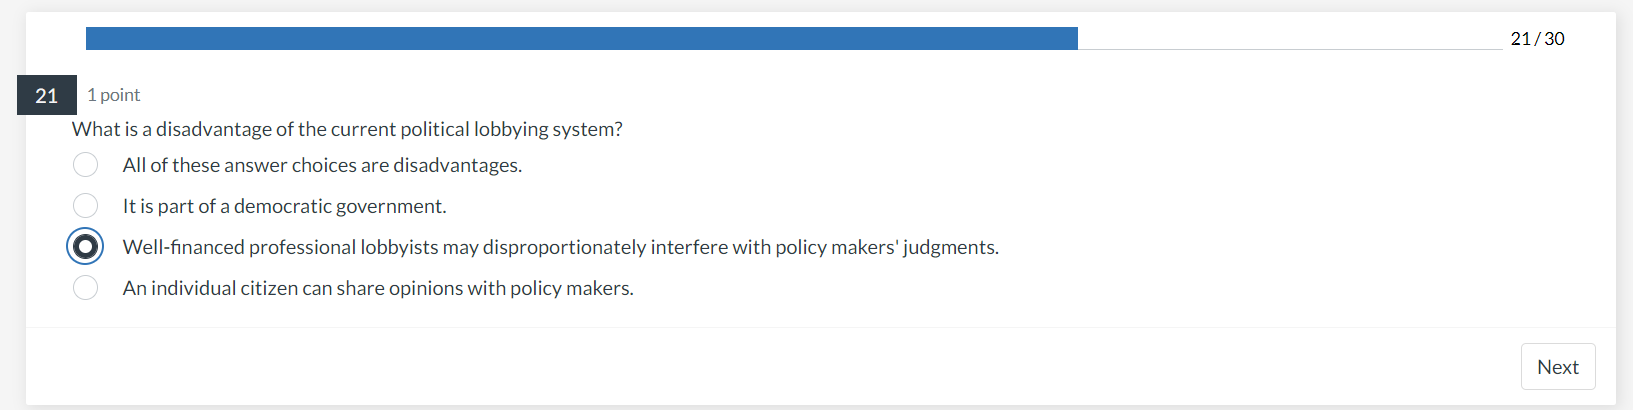 21 / 30
21 1 point
What is a disadvantage of the current political lobbying system?
All of these answer choices are disadvantages.
It is part of a democratic government.
Well-financed professional lobbyists may disproportionately interfere with policy makers' judgments.
An individual citizen can share opinions with policy makers.
Next